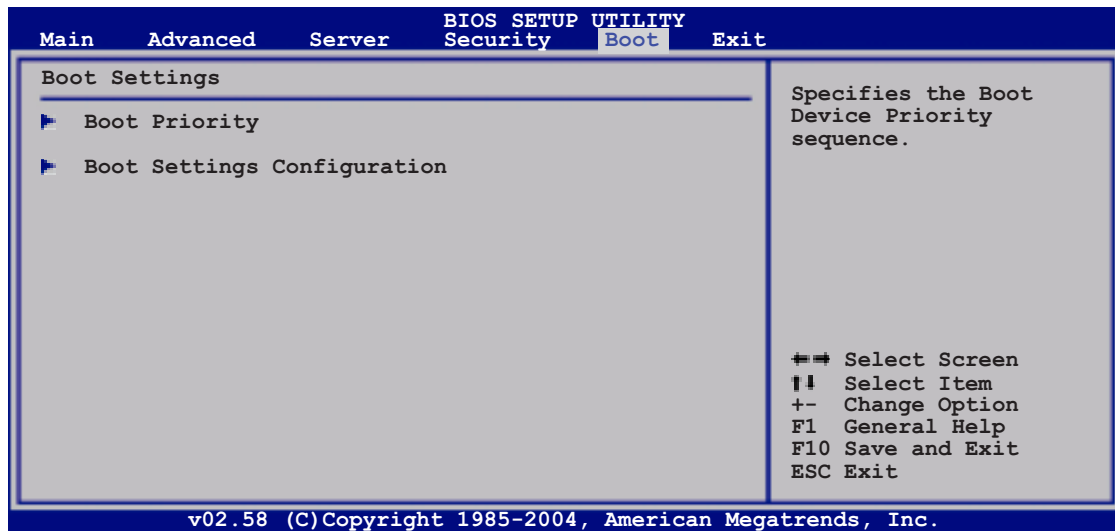 BIOS SETUP UTILITY
Main Advanced Server Security Boot Exit
Boot Settings
Boot Priority
Boot Settings Configuration
Specifies the Boot
Device Priority
sequence.
←→ Select Screen
↑↓ Select Item
+- Change Option
F1 General Help
F10 Save and Exit
ESC Exit
v02.58 (C)Copyright 1985-2004, American Megatrends, Inc.